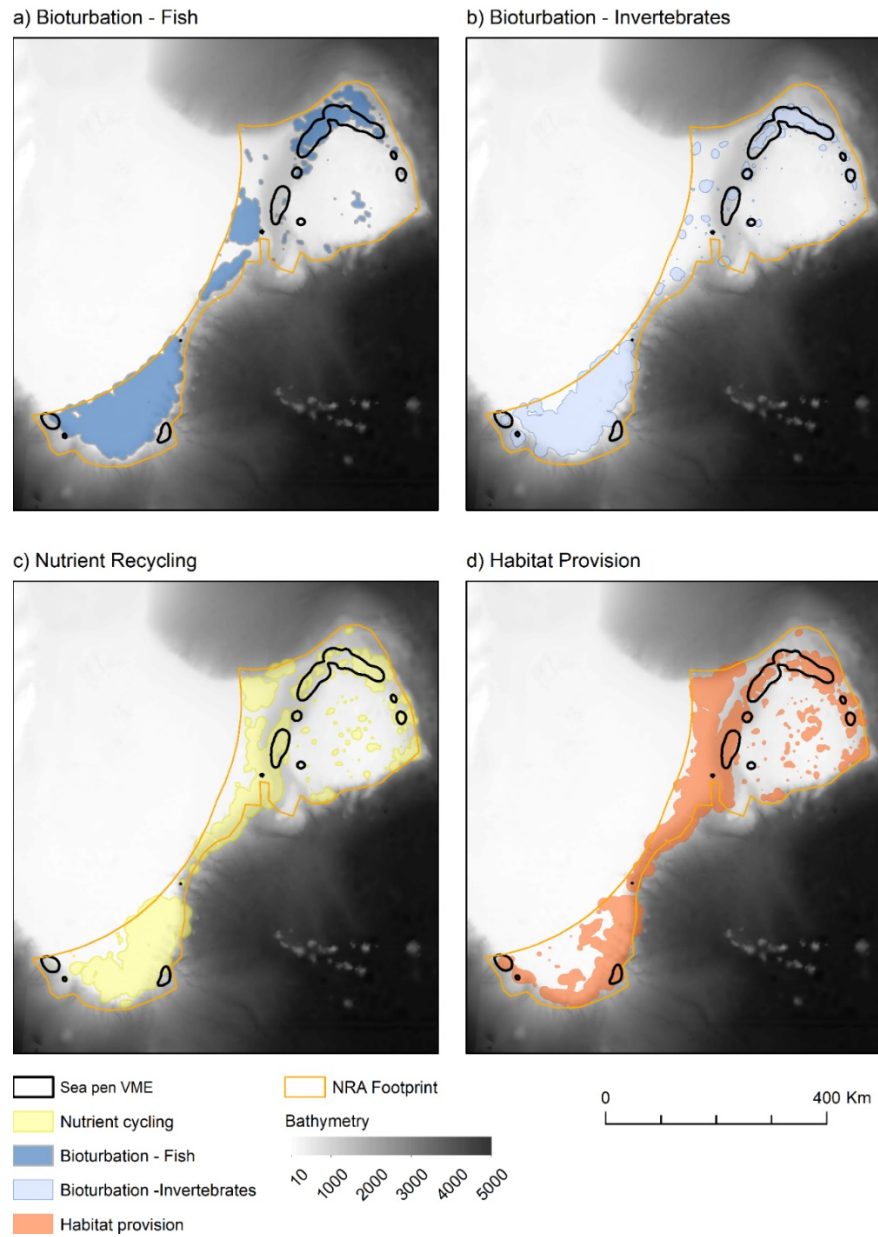 a) Bioturbation - Fish
b) Bioturbation - Invertebrates
c) Nutrient Recycling
d) Habitat Provision
Sea pen VME
Nutrient cycling
Bioturbation - Fish
Bioturbation -Invertebrates
Habitat provision
NRA Footprint
Bathymetry
10 1000 2000 3000 4000 5000
0 400 Km